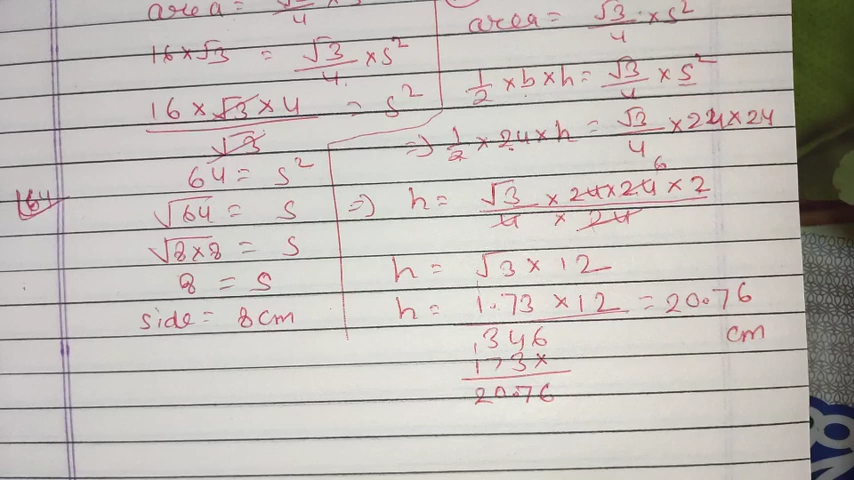 area = √3/4 × s²
16×√3 = √3/4 × s²
16 × √3 × 4 / √3 = s²
64 = s²
√64 = s
√8×8 = s
8 = s
side = 8cm
64
area = √3/4 × s²
1/2 × b × h = √3/4 × s²
=> 1/2 × 24 × h = √3/4 × 24 × 24
=> h = √3 × 24 × 24 6 × 2 / 4 × 24
h = √3 × 12
h = 1.73 × 12 = 20.76
cm
346
173×
20.76